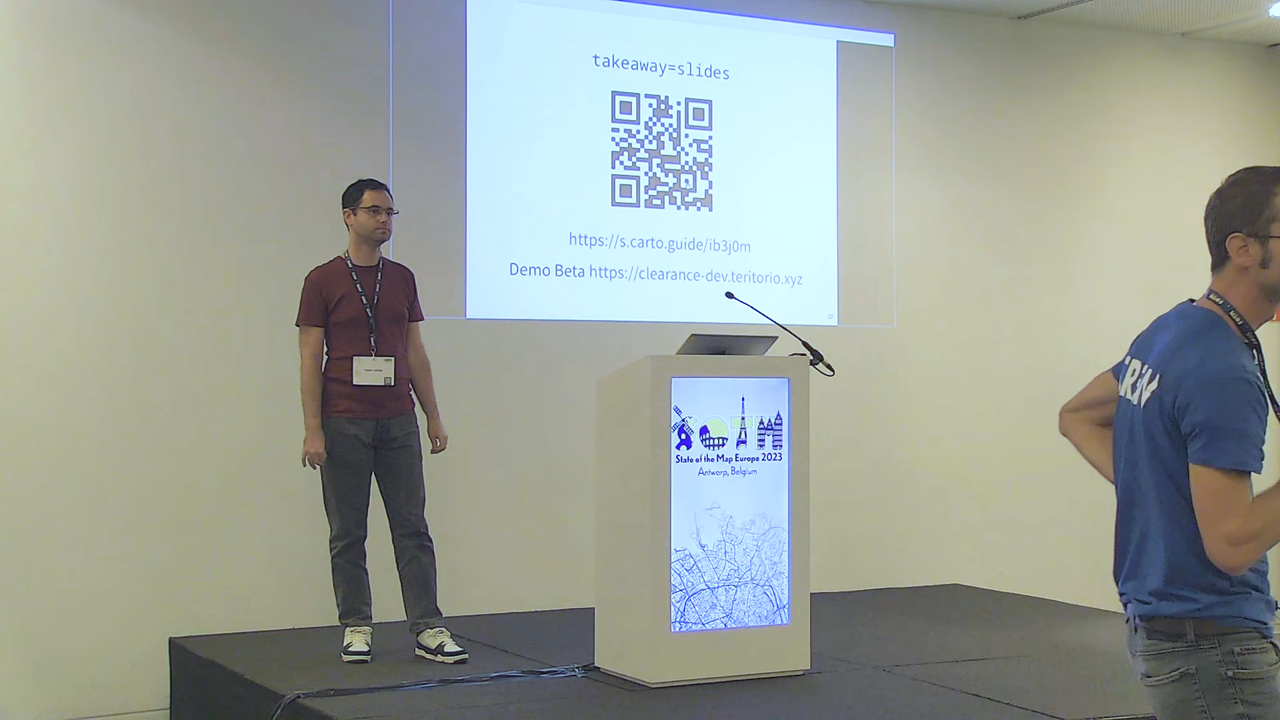 takeaway=slides
https://s.carto.guide/ib3j0m
Demo Beta https://clearance-dev.teritorio.xyz
SOTM
State of the Map Europe 2023
Antwerp, Belgium